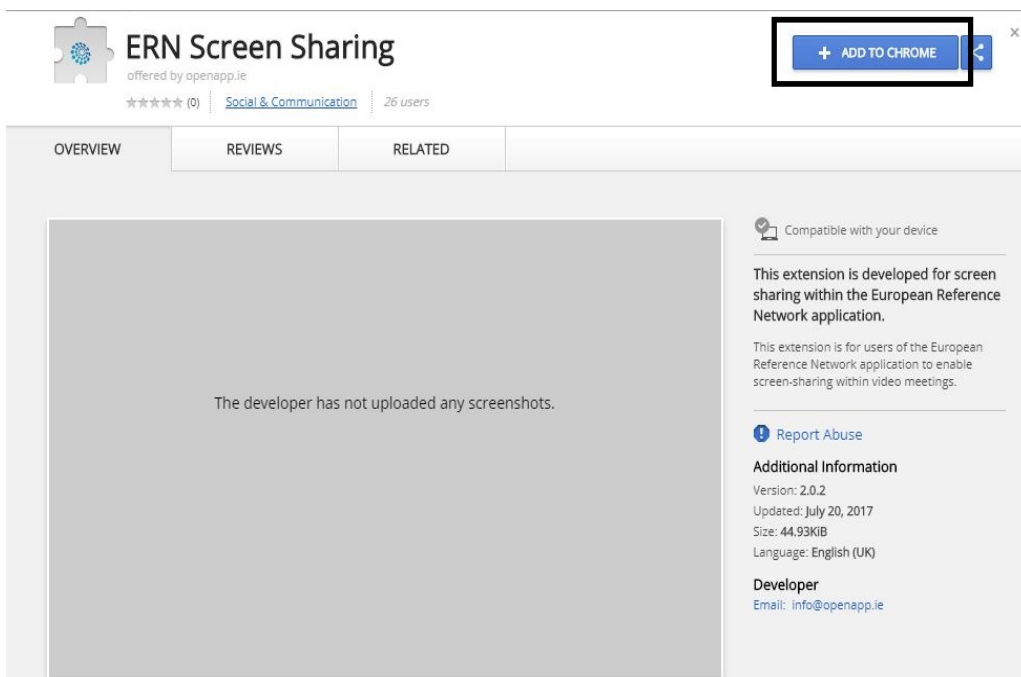 ERN Screen Sharing
offered by openapp.ie
(0) Social & Communication 26 users
+ ADD TO CHROME
×
OVERVIEW REVIEWS RELATED
The developer has not uploaded any screenshots.
Compatible with your device
This extension is developed for screen
sharing within the European Reference
Network application.
This extension is for users of the European
Reference Network application to enable
screen-sharing within video meetings.
Report Abuse
Additional Information
Version: 2.0.2
Updated: July 20, 2017
Size: 44.93KiB
Language: English (UK)
Developer
Email: info@openapp.ie